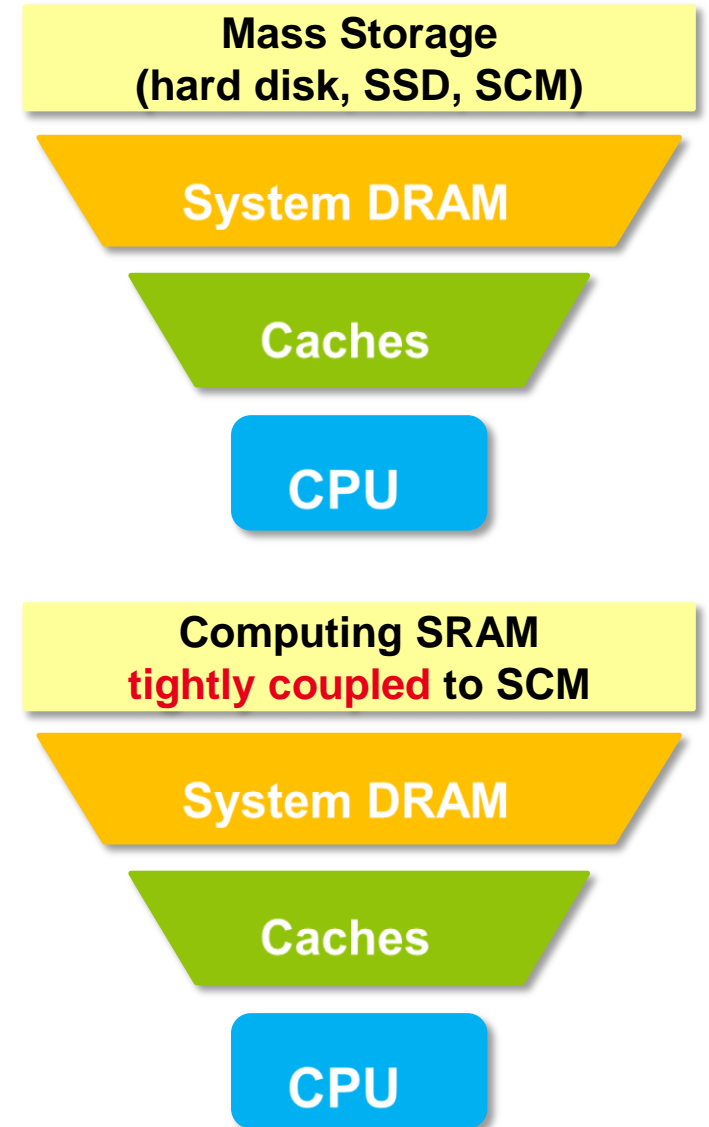 Mass Storage
(hard disk, SSD, SCM)
System DRAM
Caches
CPU
Computing SRAM
tightly coupled to SCM
System DRAM
Caches
CPU